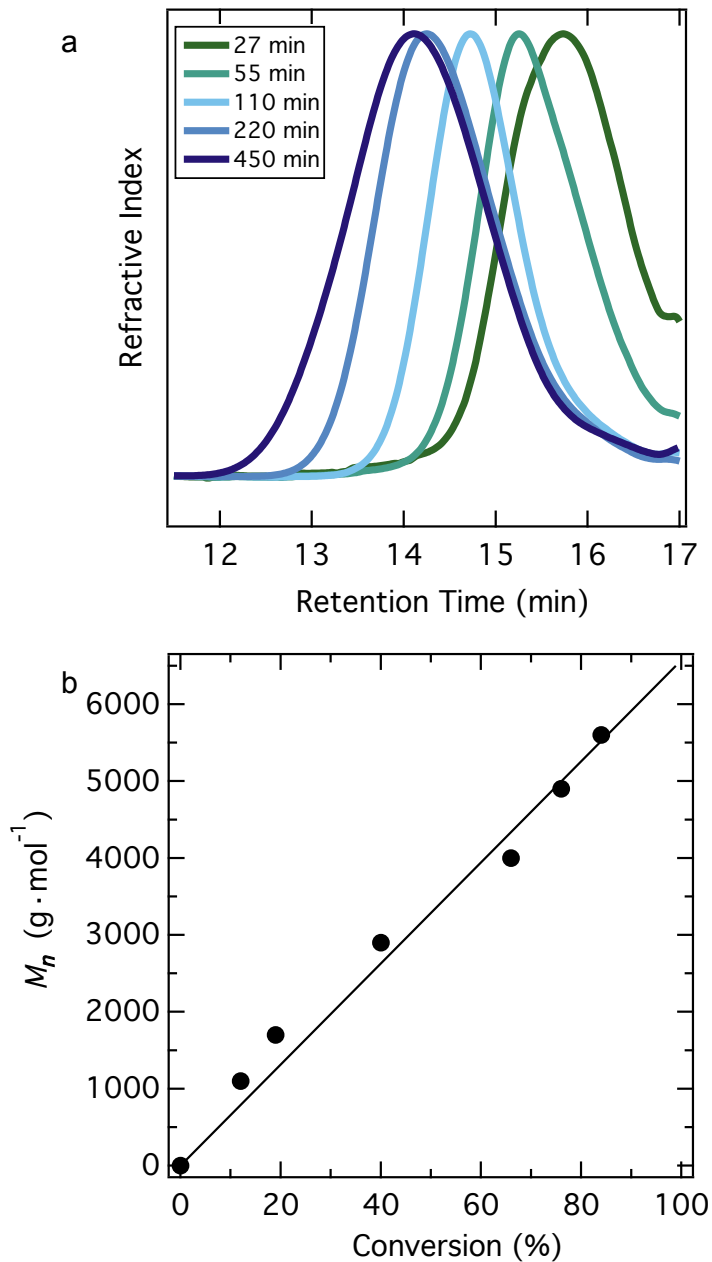 a
27 min
55 min
110 min
220 min
450 min
Refractive Index
12 13 14 15 16 17
Retention Time (min)
b
6000
5000
4000
3000
2000
1000
0
Mn (g · mol⁻¹)
0 20 40 60 80 100
Conversion (%)